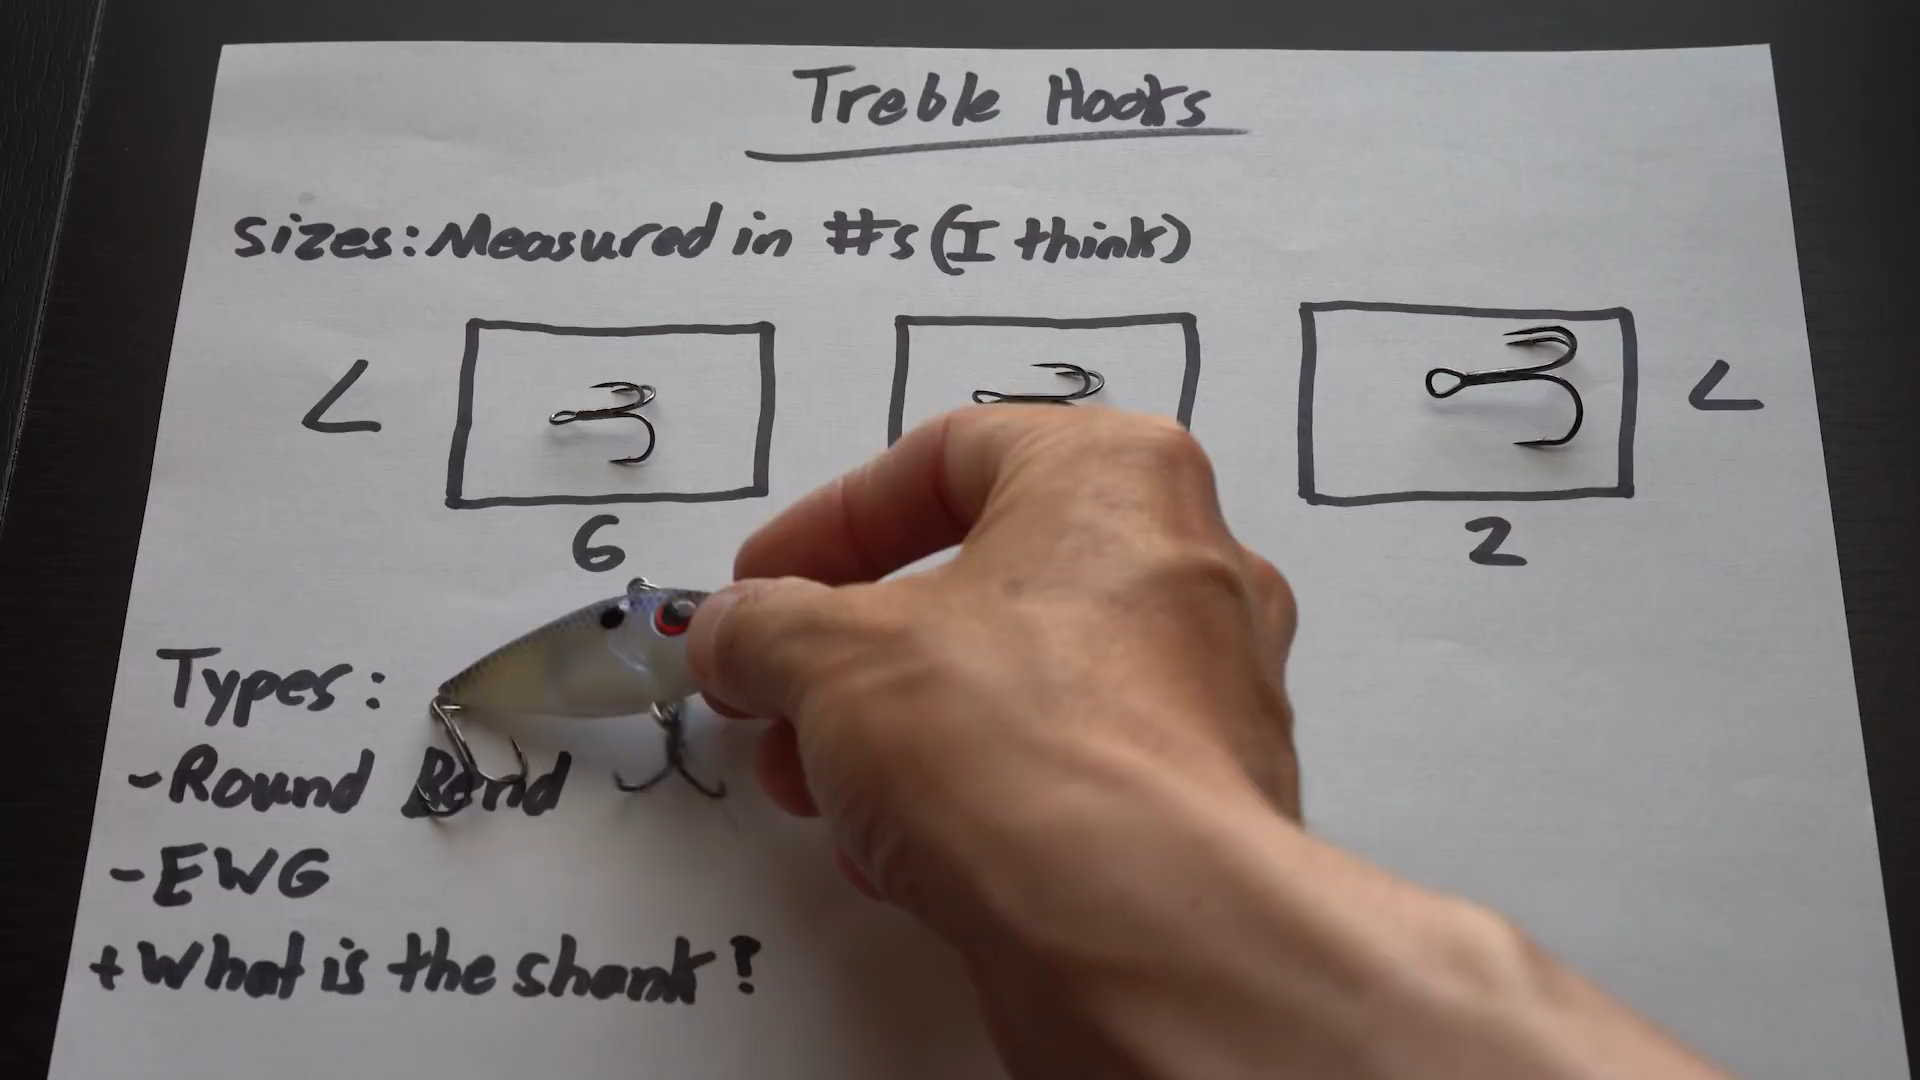 Treble Hooks
Sizes: Measured in #s (I think)
< <
6 2
Types:
- Round Bend
- EWG
+ What is the shank?